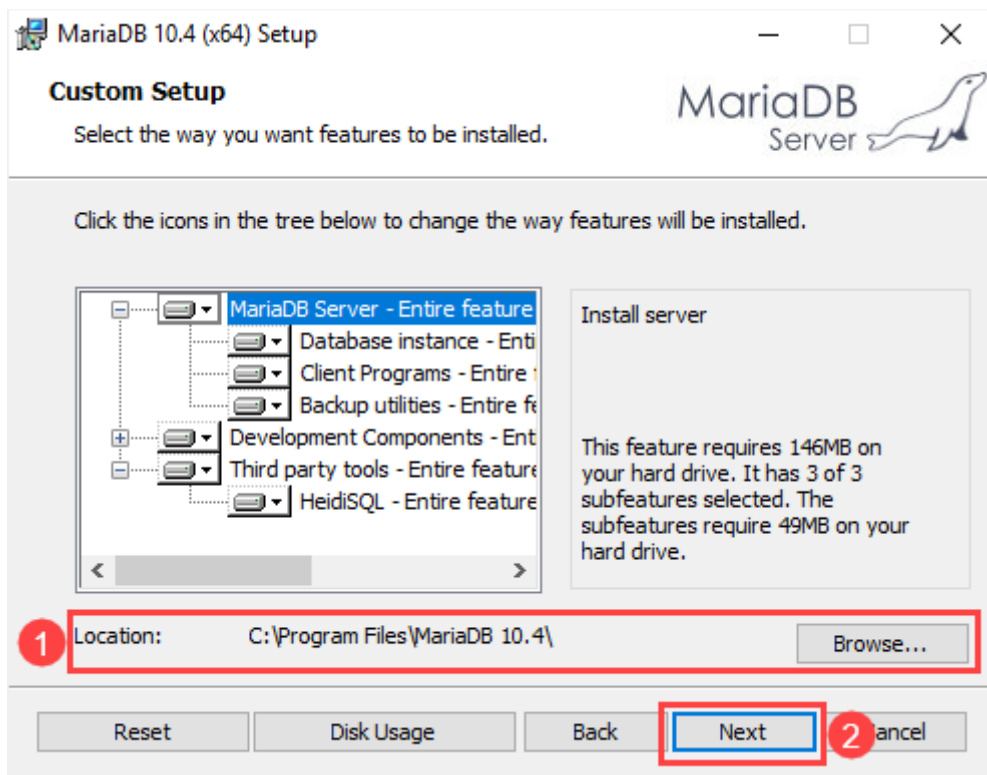 MariaDB 10.4 (x64) Setup
Custom Setup
Select the way you want features to be installed.
MariaDB
Server
Click the icons in the tree below to change the way features will be installed.
MariaDB Server - Entire feature
Database instance - Enti
Client Programs - Entire
Backup utilities - Entire fe
Development Components - Ent
Third party tools - Entire feature
HeidiSQL - Entire feature
Install server
This feature requires 146MB on
your hard drive. It has 3 of 3
subfeatures selected. The
subfeatures require 49MB on your
hard drive.
1
Location: C:\Program Files\MariaDB 10.4\ Browse...
Reset Disk Usage Back Next 2 ancel